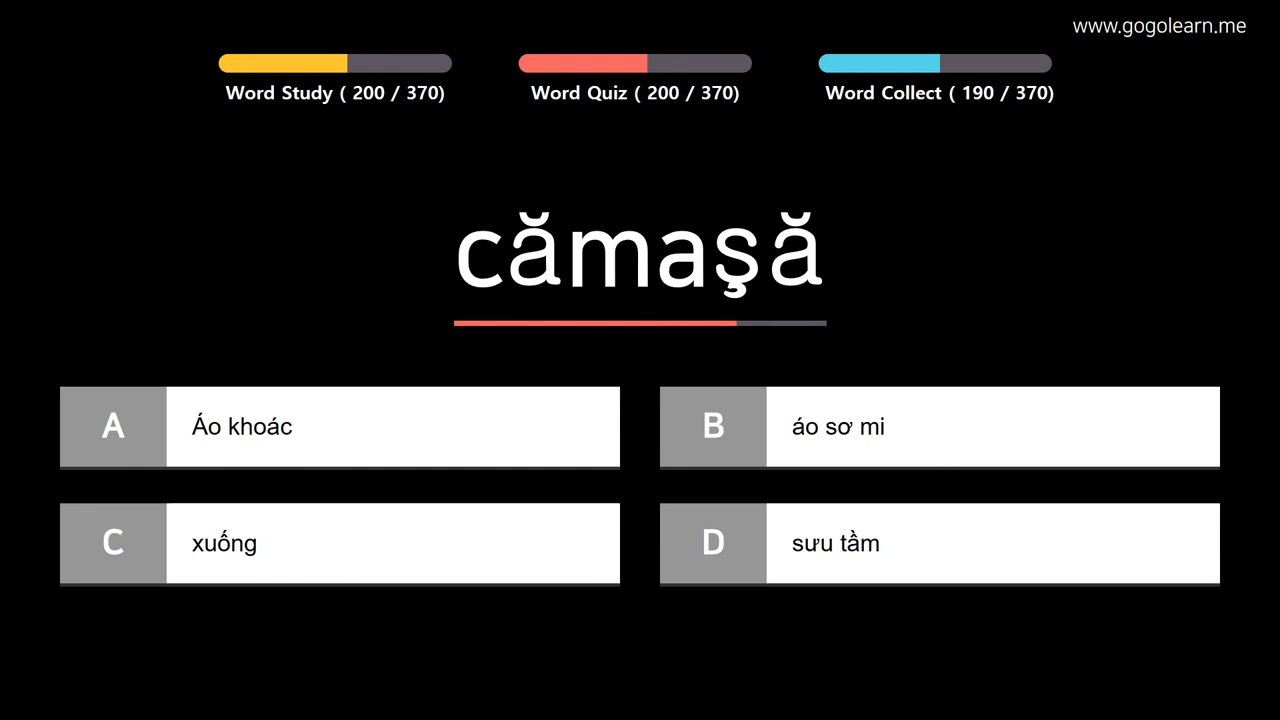 www.gogolearn.me
Word Study ( 200 / 370)
Word Quiz ( 200 / 370)
Word Collect ( 190 / 370)
cămaşă
A Áo khoác
B áo sơ mi
C xuống
D sưu tầm